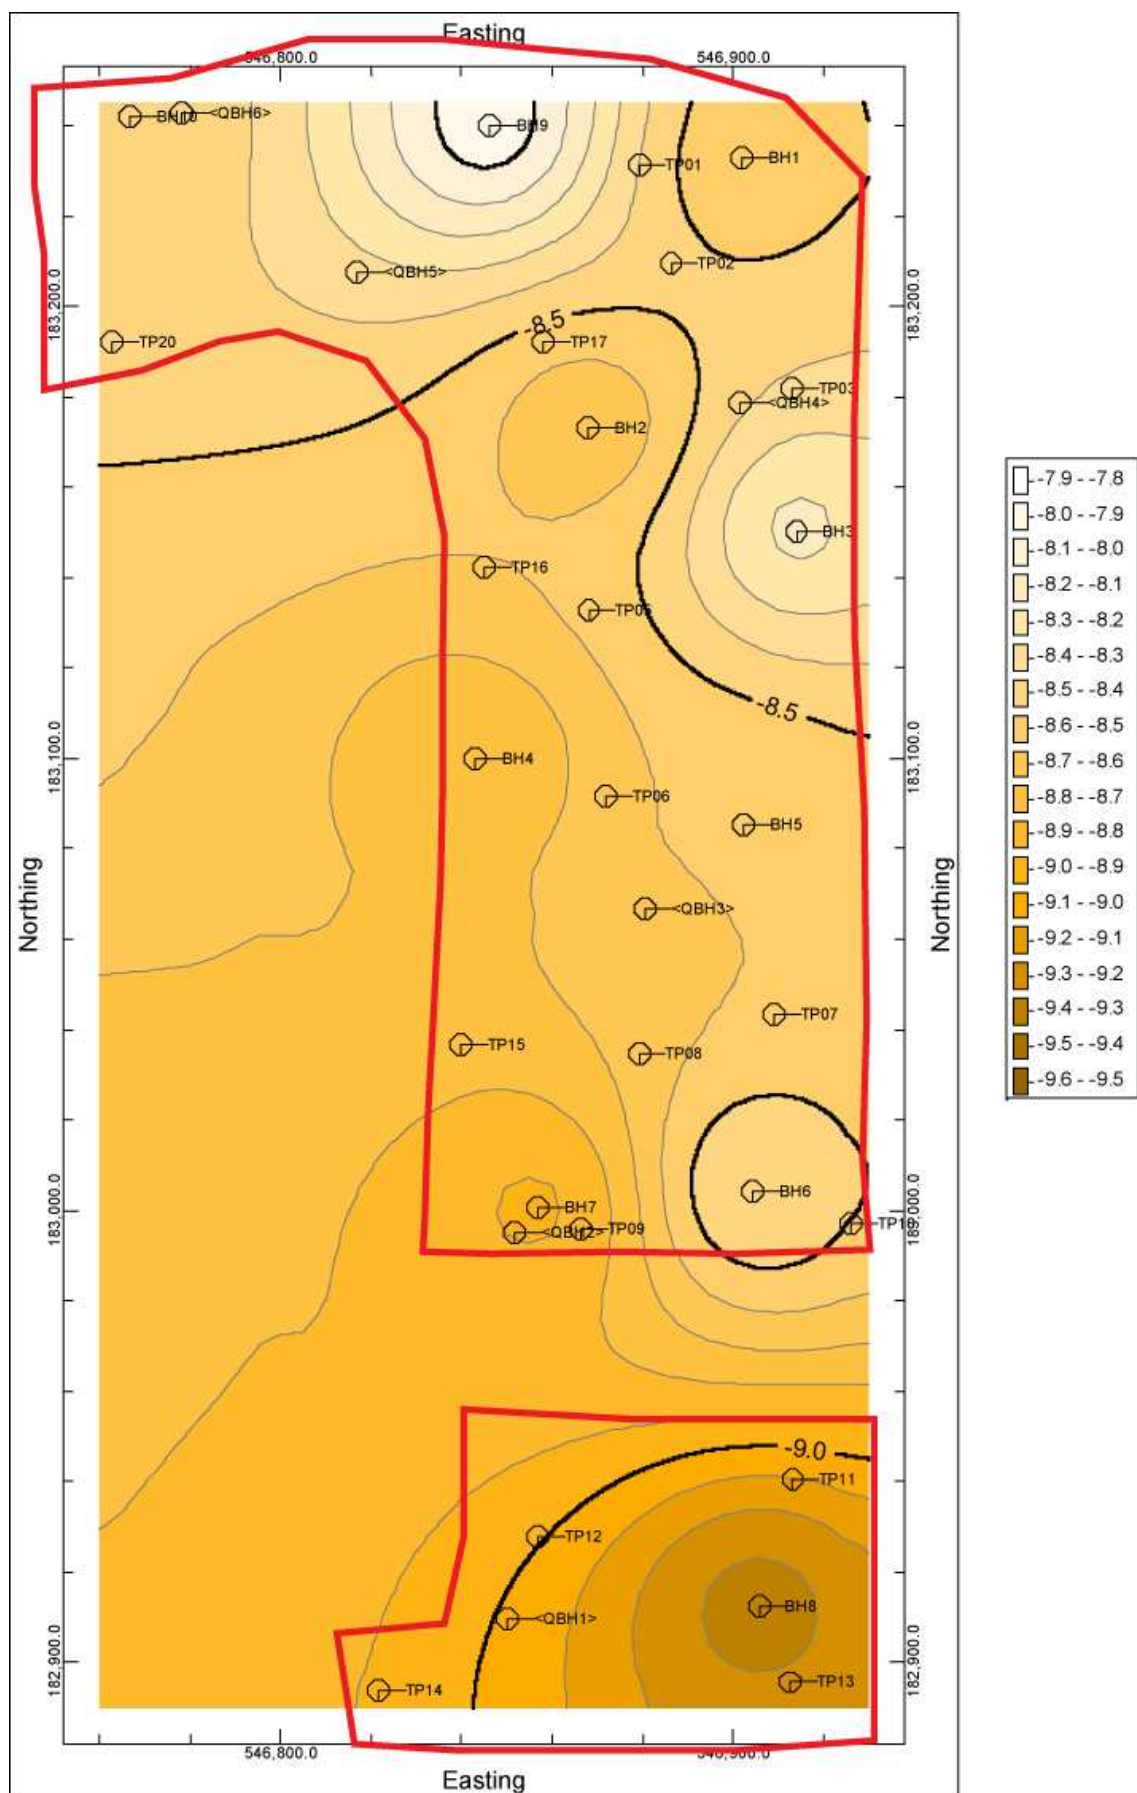 Easting
546,800.0
546,900.0
BH10
<QBH6>
BH9
TP01
BH1
<QBH5>
TP02
183,200.0
183,200.0
-8.5
TP20
TP17
TP03
<QBH4>
BH2
BH3
TP16
TP05
-8.5
183,100.0
BH4
183,100.0
TP06
BH5
Northing
Northing
<QBH3>
TP07
TP15
TP08
BH6
183,000.0
BH7
183,000.0
<QBH2>
TP09
TP10
-9.0
TP11
TP12
BH8
<QBH1>
182,900.0
TP13
182,900.0
TP14
546,800.0
546,900.0
Easting
-7.9 - -7.8
-8.0 - -7.9
-8.1 - -8.0
-8.2 - -8.1
-8.3 - -8.2
-8.4 - -8.3
-8.5 - -8.4
-8.6 - -8.5
-8.7 - -8.6
-8.8 - -8.7
-8.9 - -8.8
-9.0 - -8.9
-9.1 - -9.0
-9.2 - -9.1
-9.3 - -9.2
-9.4 - -9.3
-9.5 - -9.4
-9.6 - -9.5